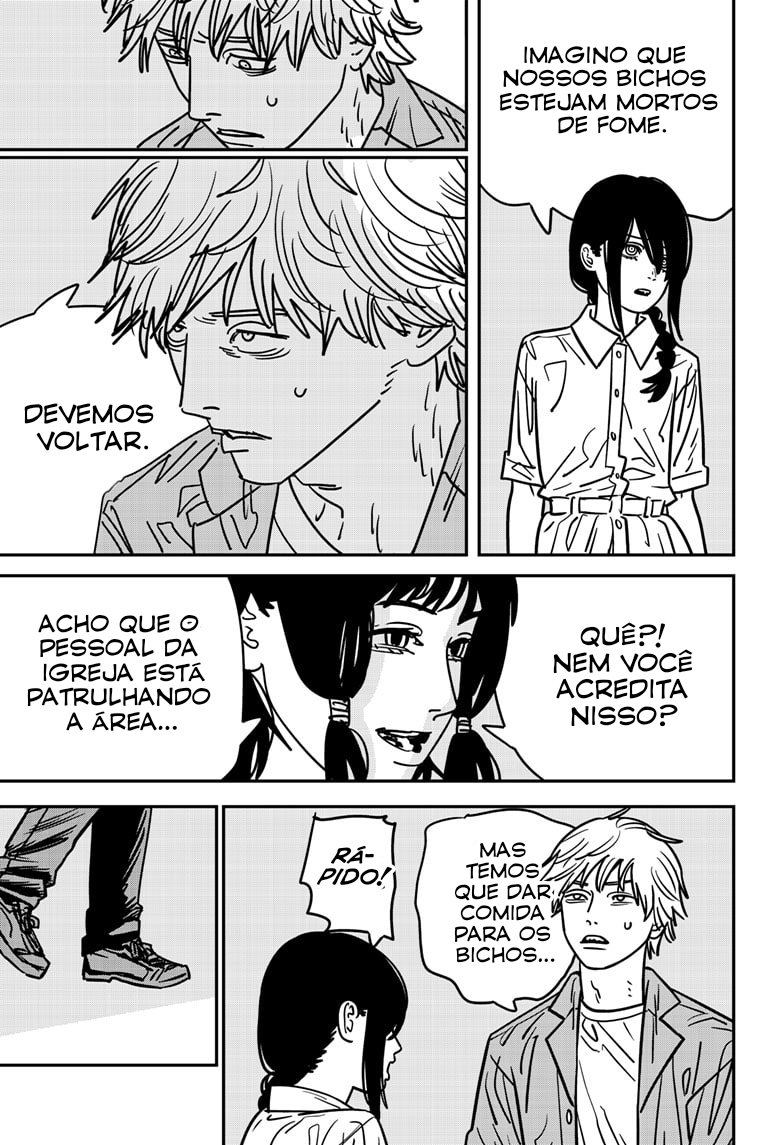 IMAGINO QUE
NOSSOS BICHOS
ESTEJAM MORTOS
DE FOME.
DEVEMOS
VOLTAR.
QUÊ?!
NEM VOCÊ
ACREDITA
NISSO?
ACHO QUE O
PESSOAL DA
IGREJA ESTÁ
PATRULHANDO
A ÁREA...
MAS
TEMOS
QUE DAR
COMIDA
PARA OS
BICHOS...
RÁ-
PIDO!